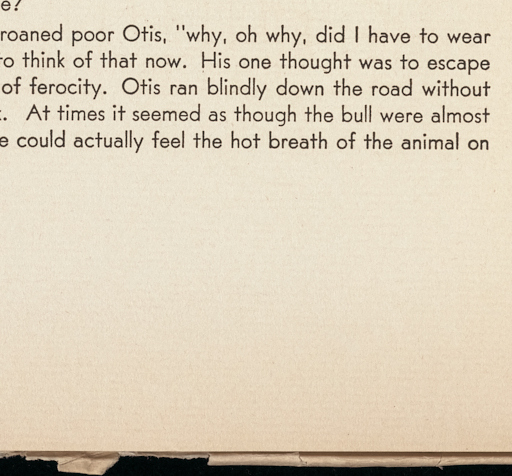 e?
roaned poor Otis, "why, oh why, did I have to wear
to think of that now. His one thought was to escape
of ferocity. Otis ran blindly down the road without
. At times it seemed as though the bull were almost
e could actually feel the hot breath of the animal on